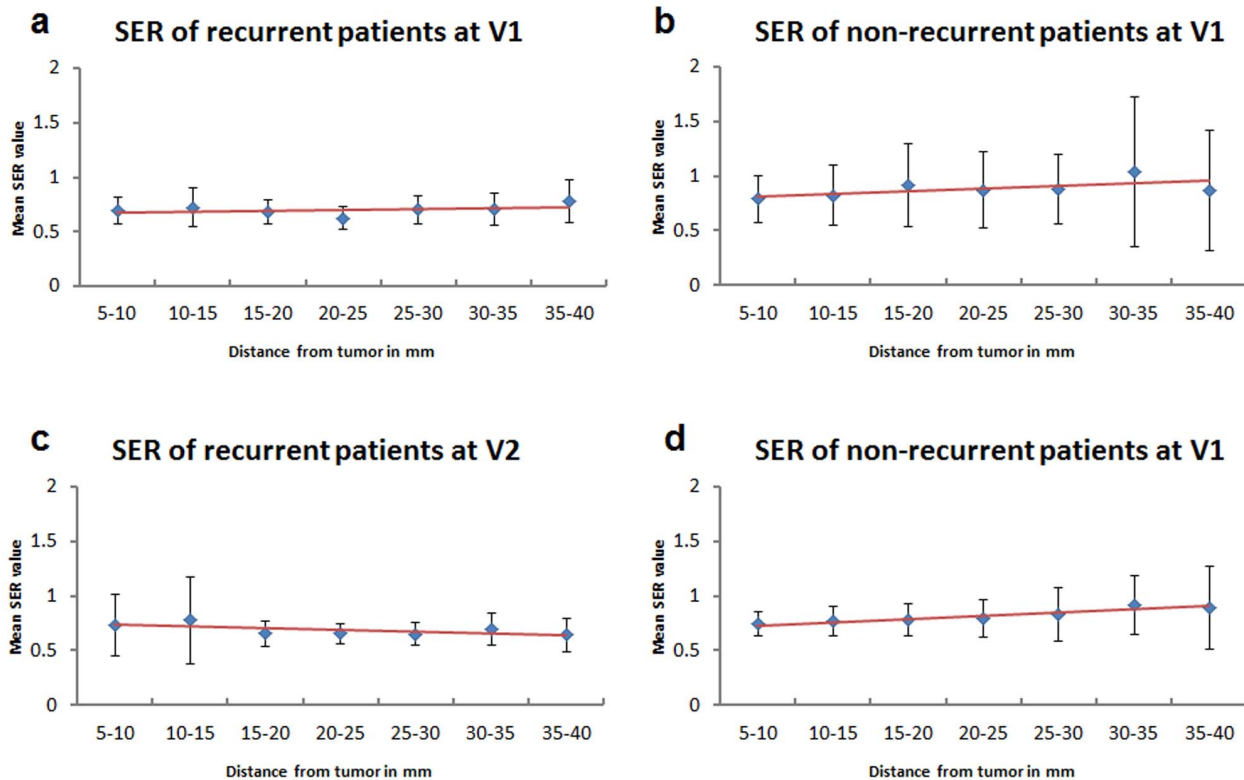 a
SER of recurrent patients at V1
Mean SER value
2
1.5
1
0.5
0
5-10 10-15 15-20 20-25 25-30 30-35 35-40
Distance from tumor in mm
b
SER of non-recurrent patients at V1
Mean SER value
2
1.5
1
0.5
0
5-10 10-15 15-20 20-25 25-30 30-35 35-40
Distance from tumor in mm
c
SER of recurrent patients at V2
Mean SER value
2
1.5
1
0.5
0
5-10 10-15 15-20 20-25 25-30 30-35 35-40
Distance from tumor in mm
d
SER of non-recurrent patients at V1
Mean SER value
2
1.5
1
0.5
0
5-10 10-15 15-20 20-25 25-30 30-35 35-40
Distance from tumor in mm